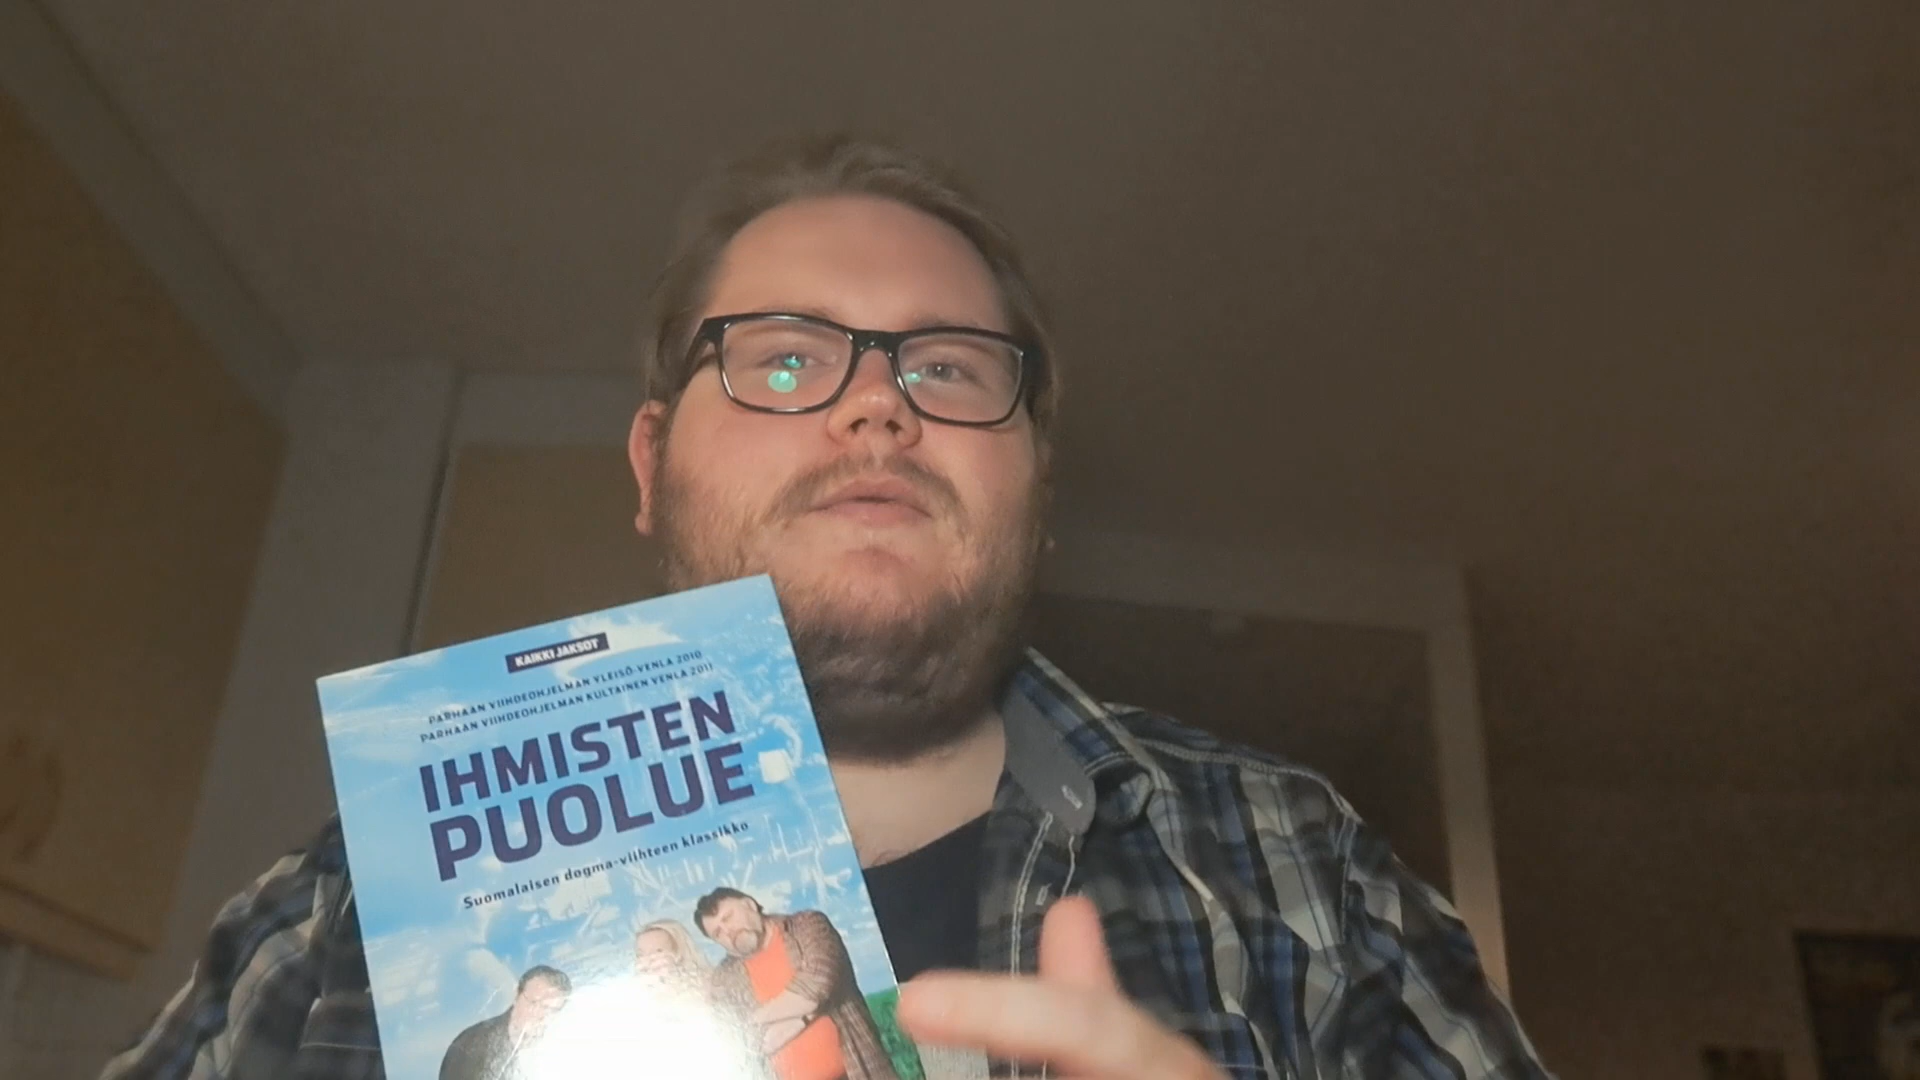 KAIKKI JAKSOT
PARHAAN VIIHDEOHJELMAN YLEISÖ-VENLA 2010
PARHAAN VIIHDEOHJELMAN KULTAINEN VENLA 2011
IHMISTEN
PUOLUE
Suomalaisen dogma-viihteen klassikko